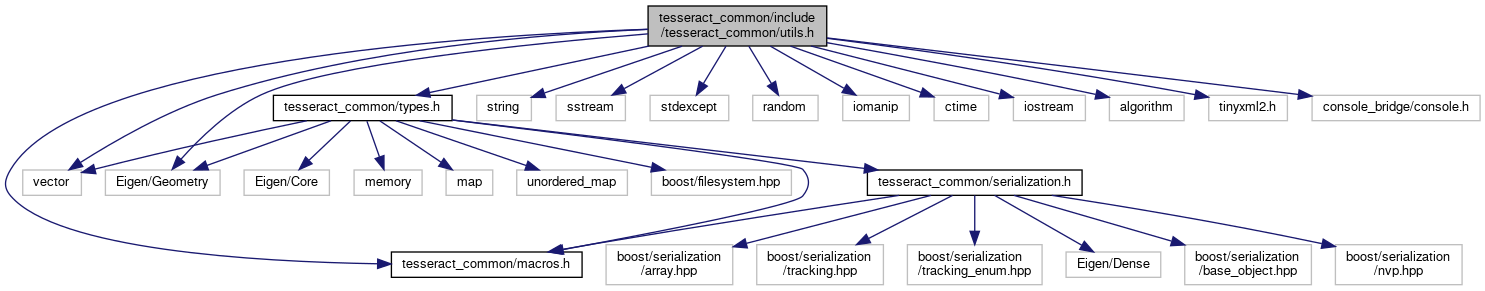 tesseract_common/include
/tesseract_common/utils.h
tesseract_common/types.h
string
sstream
stdexcept
random
iomanip
ctime
iostream
algorithm
tinyxml2.h
console_bridge/console.h
vector
Eigen/Geometry
Eigen/Core
memory
map
unordered_map
boost/filesystem.hpp
tesseract_common/serialization.h
tesseract_common/macros.h
boost/serialization
/array.hpp
boost/serialization
/tracking.hpp
boost/serialization
/tracking_enum.hpp
Eigen/Dense
boost/serialization
/base_object.hpp
boost/serialization
/nvp.hpp